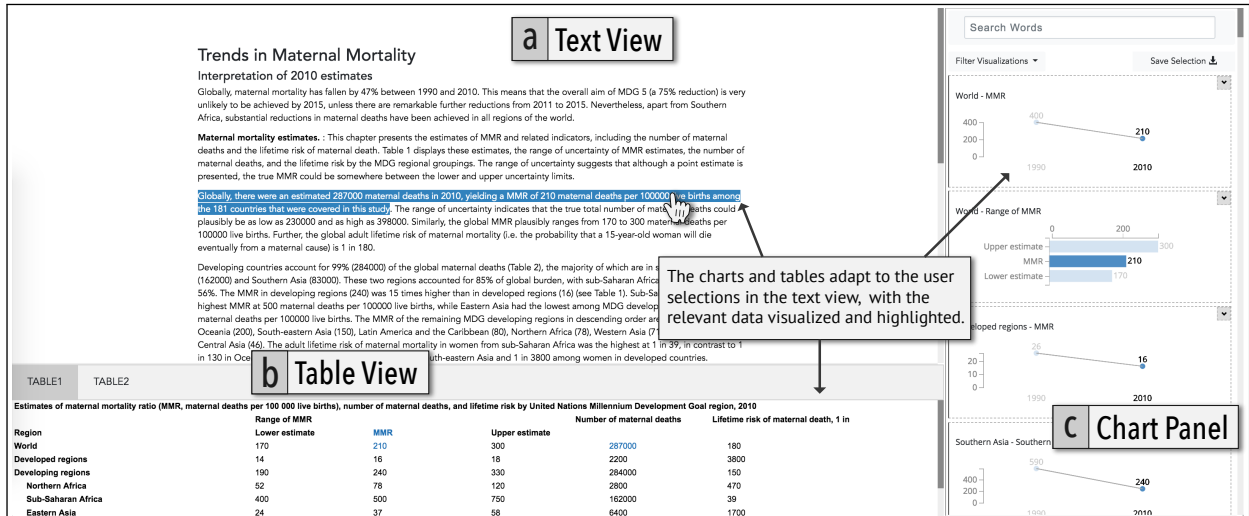 a Text View
Trends in Maternal Mortality
Interpretation of 2010 estimates
Globally, maternal mortality has fallen by 47% between 1990 and 2010. This means that the overall aim of MDG 5 (a 75% reduction) is very
unlikely to be achieved by 2015, unless there are remarkable further reductions from 2011 to 2015. Nevertheless, apart from Southern
Africa, substantial reductions in maternal deaths have been achieved in all regions of the world.
Maternal mortality estimates. : This chapter presents the estimates of MMR and related indicators, including the number of maternal
deaths and the lifetime risk of maternal death. Table 1 displays these estimates, the range of uncertainty of MMR estimates, the number of
maternal deaths, and the lifetime risk by the MDG regional groupings. The range of uncertainty suggests that although a point estimate is
presented, the true MMR could be somewhere between the lower and upper uncertainty limits.
Globally, there were an estimated 287000 maternal deaths in 2010, yielding a MMR of 210 maternal deaths per 100000 live births among
the 181 countries that were covered in this study. The range of uncertainty indicates that the true total number of maternal deaths could
plausibly be as low as 230000 and as high as 398000. Similarly, the global MMR plausibly ranges from 170 to 300 maternal deaths per
100000 live births. Further, the global adult lifetime risk of maternal mortality (i.e. the probability that a 15-year-old woman will die
eventually from a maternal cause) is 1 in 180.
Developing countries account for 99% (284000) of the global maternal deaths (Table 2), the majority of which are in
(162000) and Southern Asia (83000). These two regions accounted for 85% of global burden, with sub-Saharan Africa
56%. The MMR in developing regions (240) was 15 times higher than in developed regions (16) (see Table 1).
highest MMR at 500 maternal deaths per 100000 live births, while Eastern Asia had the lowest among MDG
maternal deaths per 100000 live births. The MMR of the remaining MDG developing regions in descending order are
Oceania (200), South-eastern Asia (150), Latin America and the Caribbean (80), Northern Africa (78), Western Asia
Central Asia (46). The adult lifetime risk of maternal mortality in women from sub-Saharan Africa was the highest at 1 in 39, in contrast to 1
in 130 in Asia and 1 in 3800 among women in developed countries.
The charts and tables adapt to the user
selections in the text view, with the
relevant data visualized and highlighted.
b Table View
TABLE1 TABLE2
Estimates of maternal mortality ratio (MMR, maternal deaths per 100 000 live births), number of maternal deaths, and lifetime risk by United Nations Millennium Development Goal region, 2010
Range of MMR Number of maternal deaths Lifetime risk of maternal death, 1 in
Region Lower estimate MMR Upper estimate
World 170 210 300 287000 180
Developed regions 14 16 18 2200 3800
Developing regions 190 240 330 284000 150
Northern Africa 52 78 120 2800 470
Sub-Saharan Africa 400 500 750 162000 39
Eastern Asia 24 37 58 6400 1700
Search Words
Filter Visualizations Save Selection
World - MMR
400
400
210
200
0
1990 2010
World - Range of MMR
0 200
Upper estimate 300
MMR 210
Lower estimate 170
regions - MMR
26
20
16
10
0
1990 2010
c Chart Panel
Southern Asia - Southern
590
400
240
200
0
1990 2010